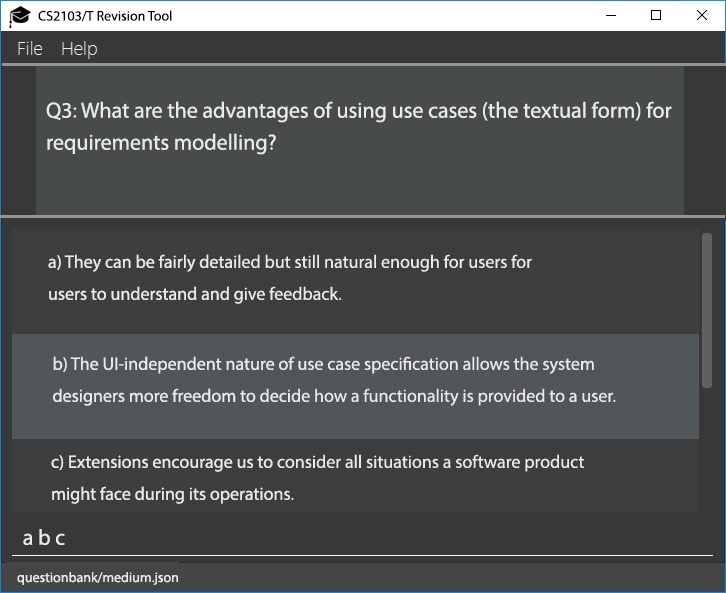 CS2103/T Revision Tool
File Help
Q3: What are the advantages of using use cases (the textual form) for
requirements modelling?
a) They can be fairly detailed but still natural enough for users for
users to understand and give feedback.
b) The UI-independent nature of use case specification allows the system
designers more freedom to decide how a functionality is provided to a user.
c) Extensions encourage us to consider all situations a software product
might face during its operations.
a b c
questionbank/medium.json